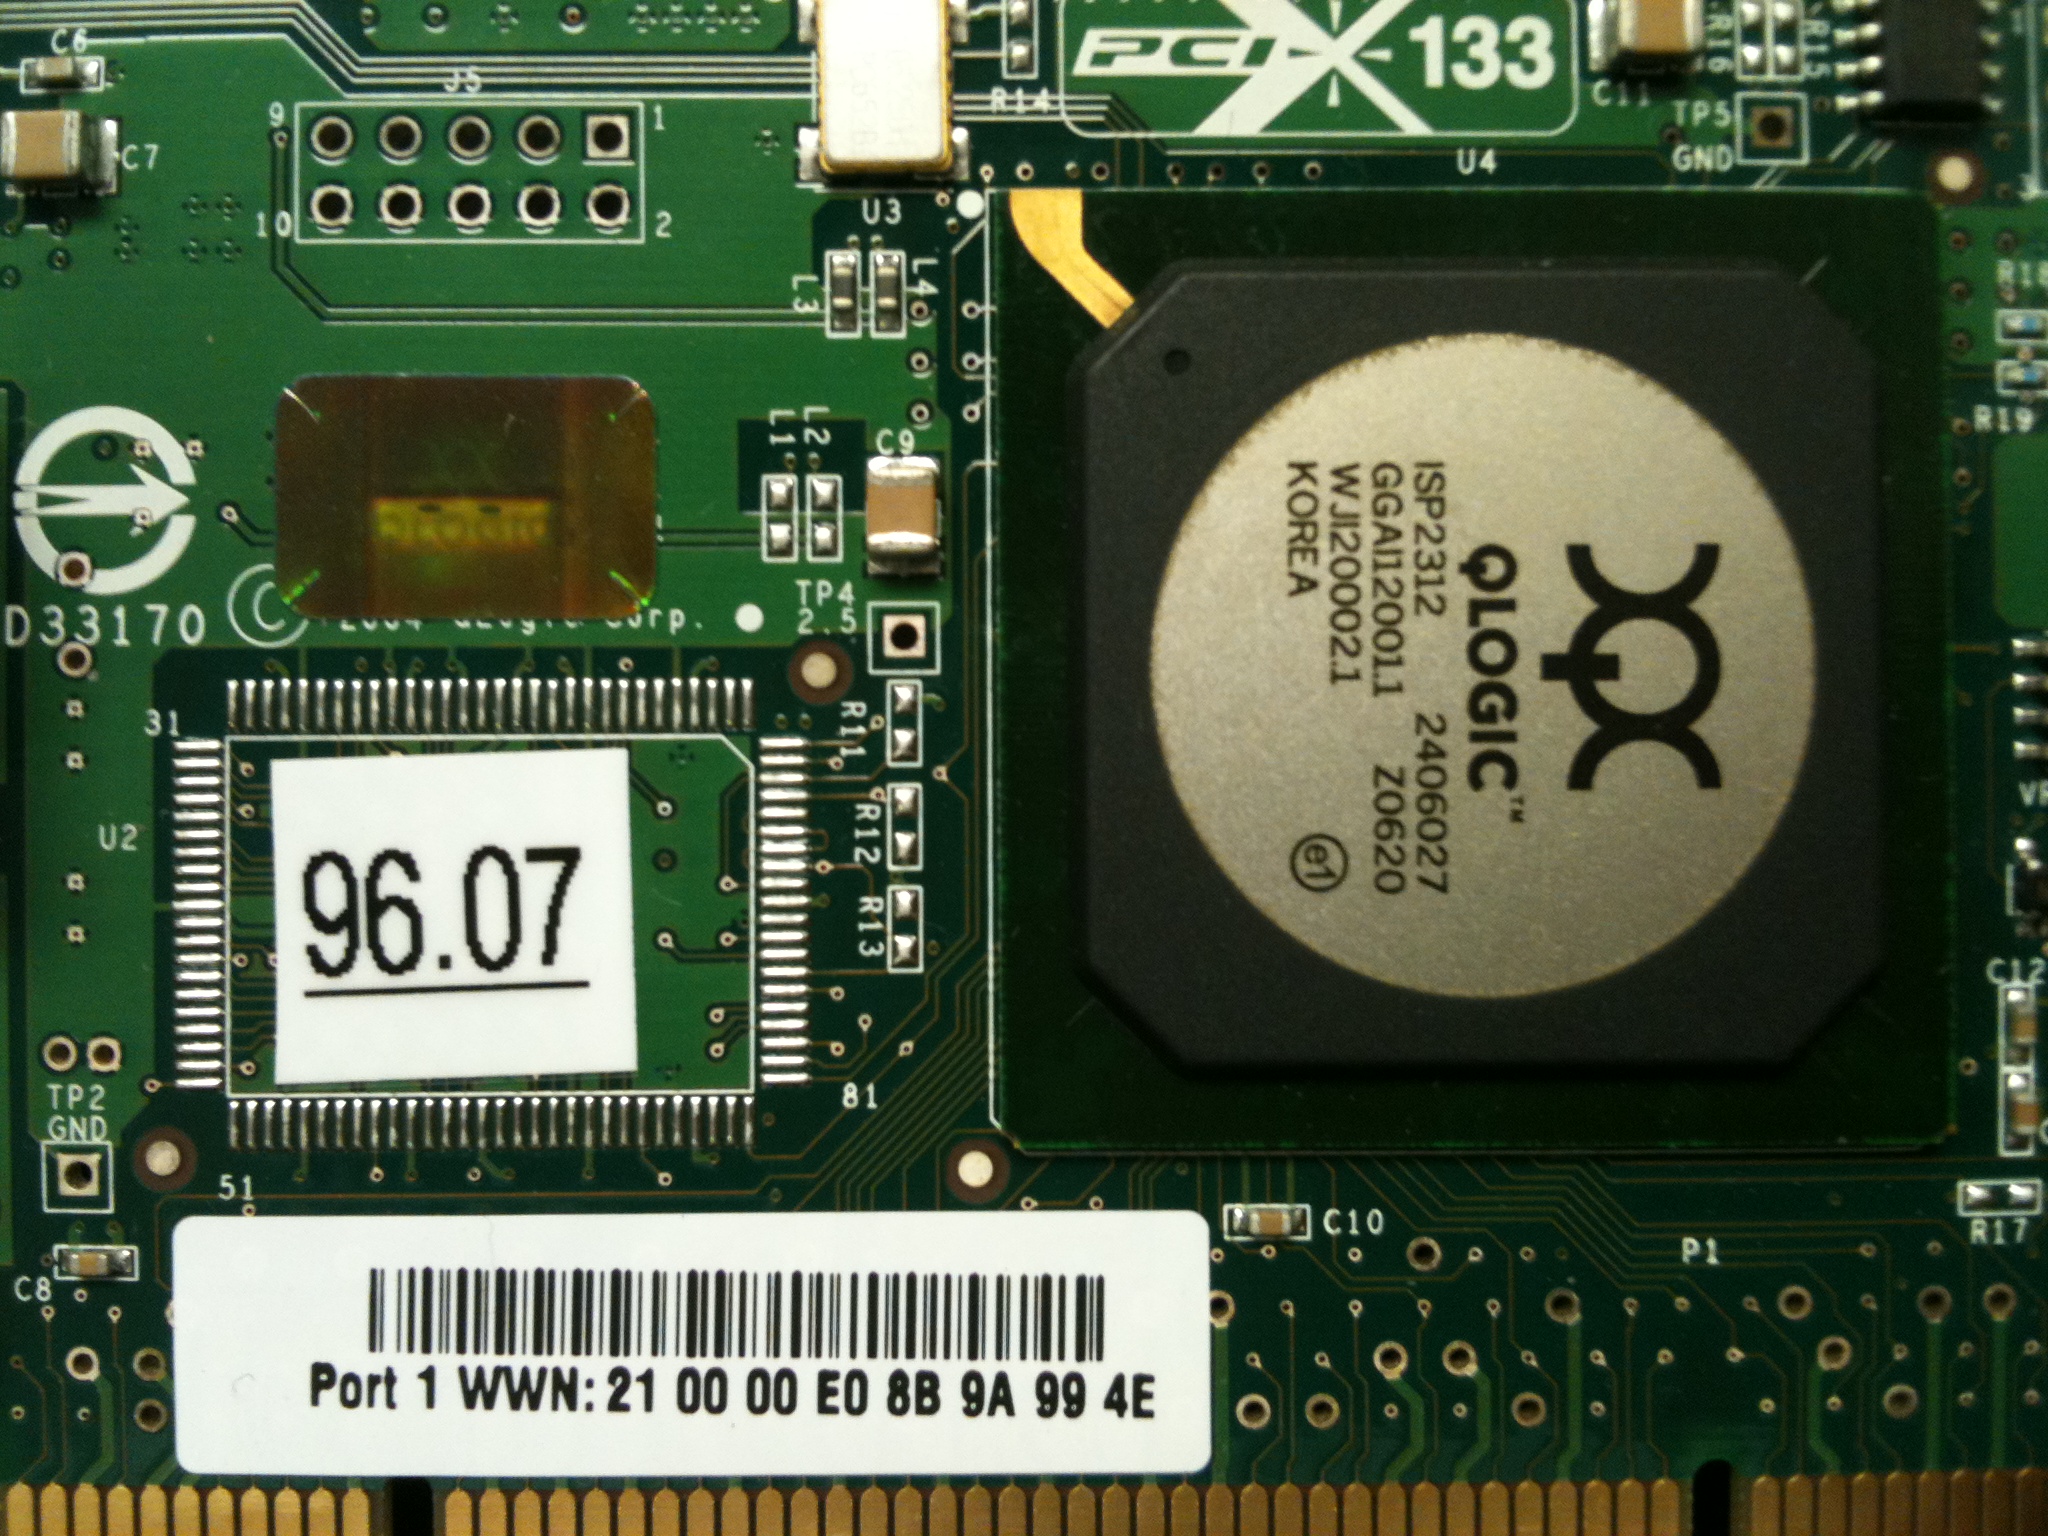 C6
J5
9
1
10
2
C7
R14
PCI X 133
C11
R16
R15
TP5
GND
U4
U3
L3
L4
R18
R19
L1
L2
C9
TP4
2.5
D33170
©
Corp.
QLOGIC™
ISP2312 2406027
GGAI12001.1 Z0620
WJI20002.1
KOREA e1
31
R11
U2
R12
R13
96.07
81
51
TP2
GND
C8
C12
C10
P1
R17
Port 1 WWN: 21 00 00 E0 8B 9A 99 4E